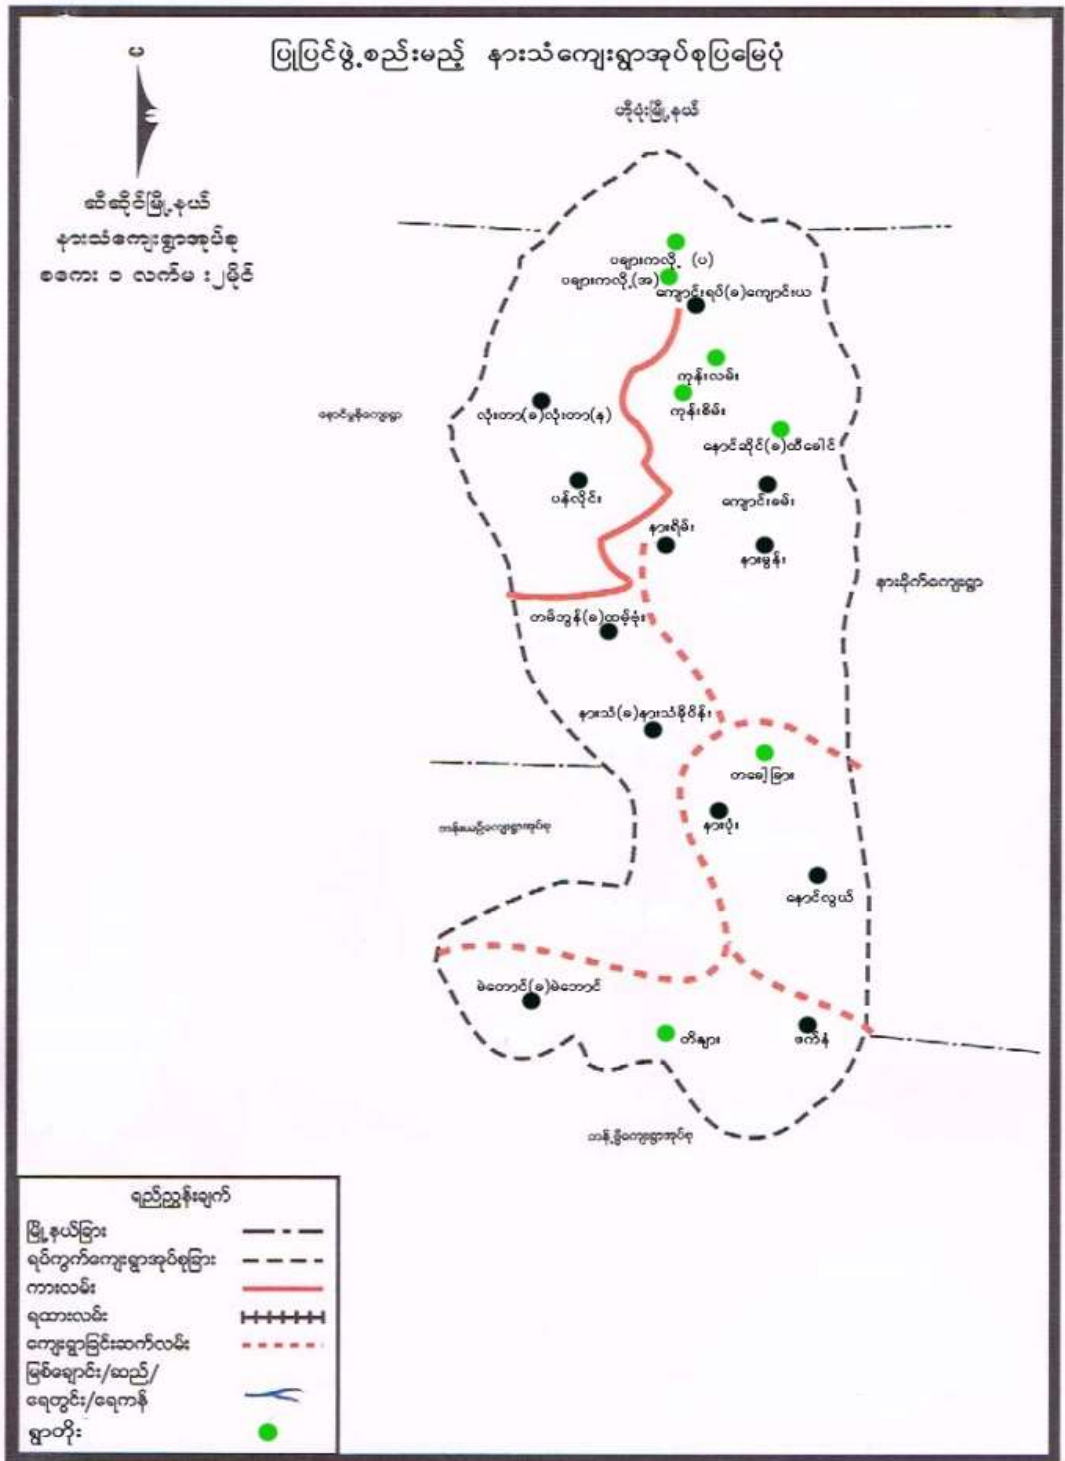 ပြုပြင်ဖွဲ့စည်းမည့် နားသံကျေးရွာအုပ်စုပြမြေပုံ
မ
ဟိုပုံးမြို့နယ်
ဆီဆိုင်မြို့နယ်
နားသံကျေးရွာအုပ်စု
စကေး ၁ လက်မ :၂မိုင်
ပချားကလို့ (ပ)
ပချားကလို့(အ)
ကျောင်းရပ်(ခ)ကျောင်းယ
ကုန်းလမ်း
ကုန်းစိမ်း
လုံးတာ(ခ)လုံးတာ(န)
နောင်ဆိုင်(ခ)ထီခေါင်
ပန်လိုင်း
ကျောင်းခမ်း
နားရိမ်း
နားမွန်း
နားခိုက်ကျေးရွာ
တမ်ဘွန်(ခ)ထမ့်ဗုံး
နားသံ(ခ)နားသံခိုဝိန်း
တခေါ့ခြား
နားပုံး
နောင်လွယ်
မဲတောင်(ခ)မဲဘောင်
တိချား
ဖက်နံ
ရည်ညွှန်းချက်
မြို့နယ်ခြား
ရပ်ကွက်ကျေးရွာအုပ်စုခြား
ကားလမ်း
ရထားလမ်း
ကျေးရွာခြင်းဆက်လမ်း
မြစ်ချောင်း/ဆည်/
ရေတွင်း/ရေကန်
ရွာတိုး